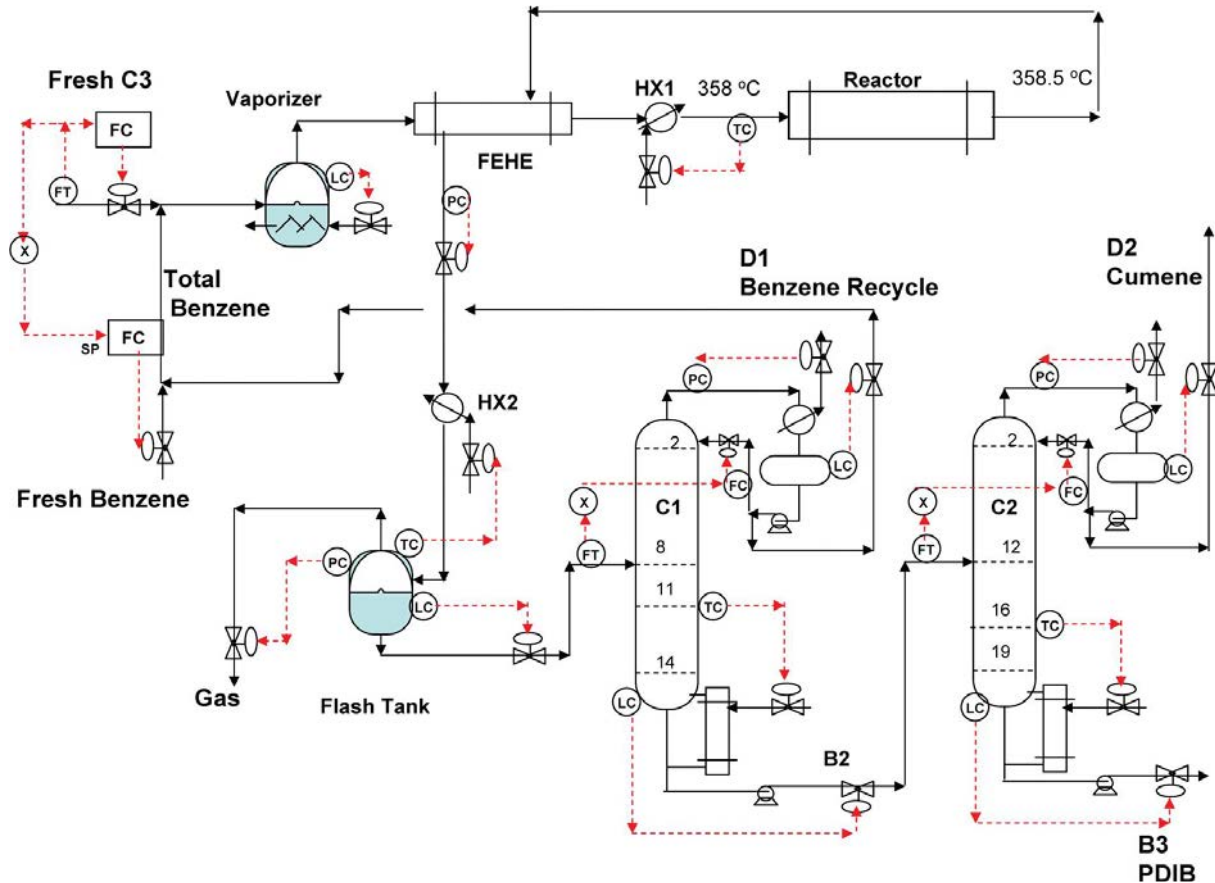 Fresh C3
FC
FT
X
Total
Benzene
SP
FC
Fresh Benzene
Vaporizer
LC
FEHE
PC
HX1
358 ºC
TC
Reactor
358.5 ºC
HX2
PC
TC
LC
Gas
Flash Tank
D1
Benzene Recycle
PC
2
LC
FC
X
FT
C1
8
11
TC
14
LC
B2
D2
Cumene
PC
2
LC
FC
X
FT
C2
12
16
TC
19
LC
B3
PDIB